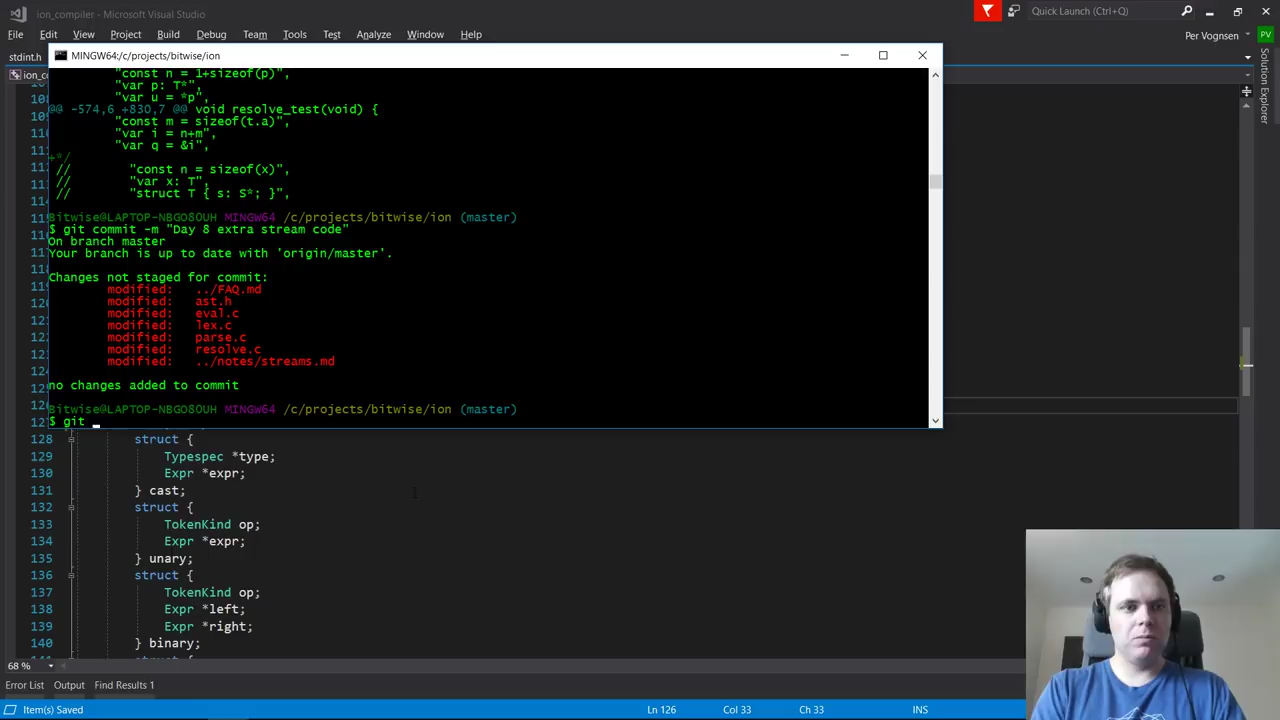 ion_compiler - Microsoft Visual Studio
Quick Launch (Ctrl+Q)
File Edit View Project Build Debug Team Tools Test Analyze Window Help
Per Vognsen PV
stdint.h
MINGW64:/c/projects/bitwise/ion
Solution Explorer
"const n = 1+sizeof(p)",
"var p: T*",
"var u = *p",
@@ -574,6 +830,7 @@ void resolve_test(void) {
"const m = sizeof(t.a)",
"var i = n+m",
"var q = &i",
+*/
// "const n = sizeof(x)",
// "var x: T",
// "struct T { s: S*; }",
Bitwise@LAPTOP-NBGO8OUH MINGW64 /c/projects/bitwise/ion (master)
$ git commit -m "Day 8 extra stream code"
On branch master
Your branch is up to date with 'origin/master'.
Changes not staged for commit:
modified: ../FAQ.md
modified: ast.h
modified: eval.c
modified: lex.c
modified: parse.c
modified: resolve.c
modified: ../notes/streams.md
no changes added to commit
Bitwise@LAPTOP-NBGO8OUH MINGW64 /c/projects/bitwise/ion (master)
$ git
128 struct {
129 Typespec *type;
130 Expr *expr;
131 } cast;
132 struct {
133 TokenKind op;
134 Expr *expr;
135 } unary;
136 struct {
137 TokenKind op;
138 Expr *left;
139 Expr *right;
140 } binary;
68 %
Error List Output Find Results 1
Item(s) Saved Ln 126 Col 33 Ch 33 INS